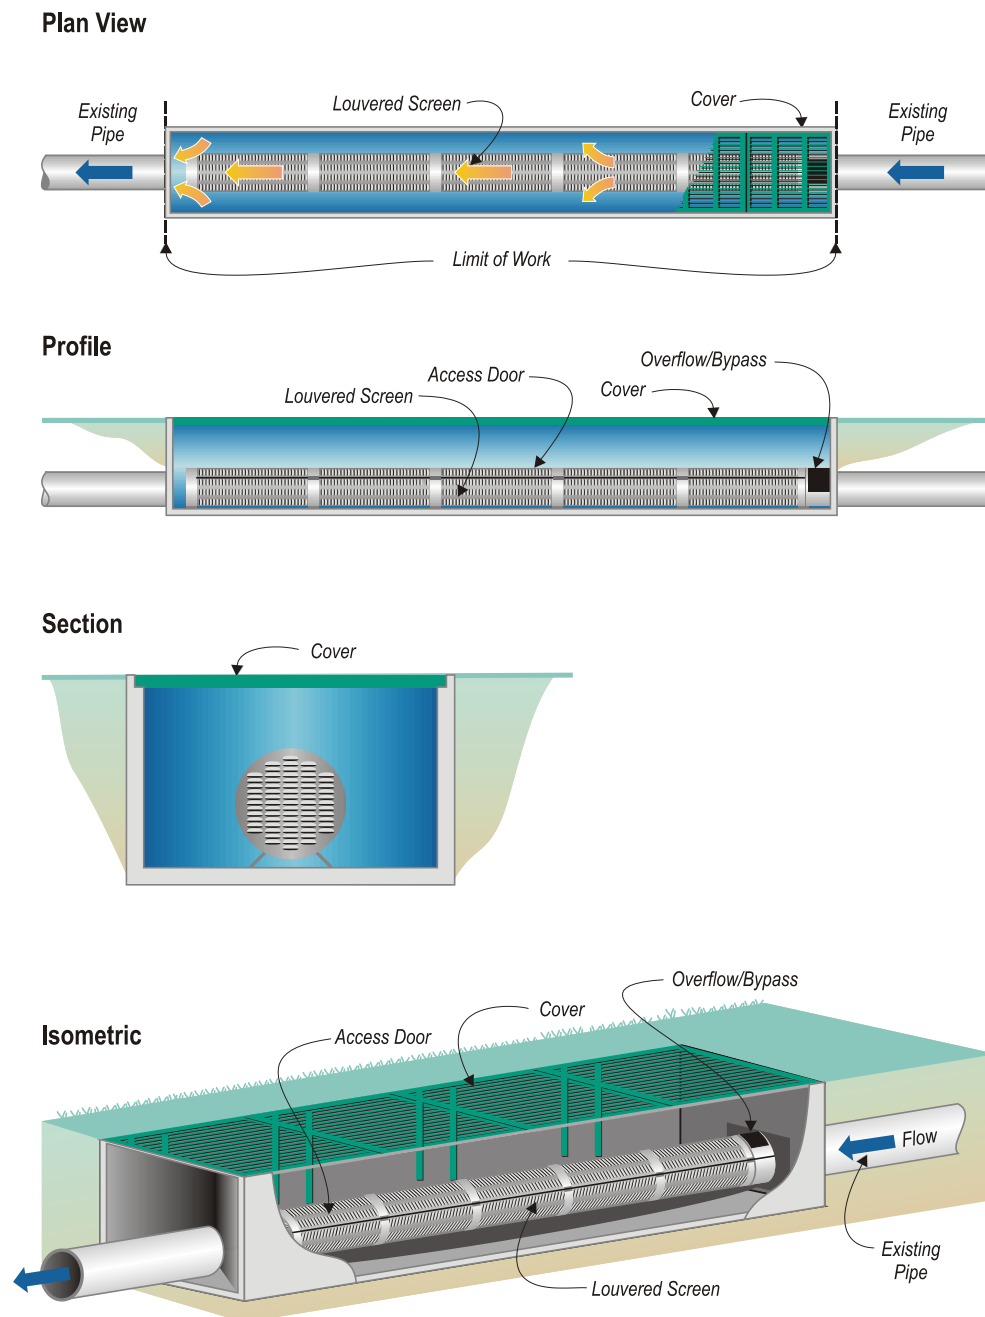 Plan View
Existing
Pipe
Louvered Screen
Cover
Existing
Pipe
Limit of Work
Profile
Overflow/Bypass
Access Door
Cover
Louvered Screen
Section
Cover
Overflow/Bypass
Cover
Isometric
Access Door
Flow
Existing
Pipe
Louvered Screen